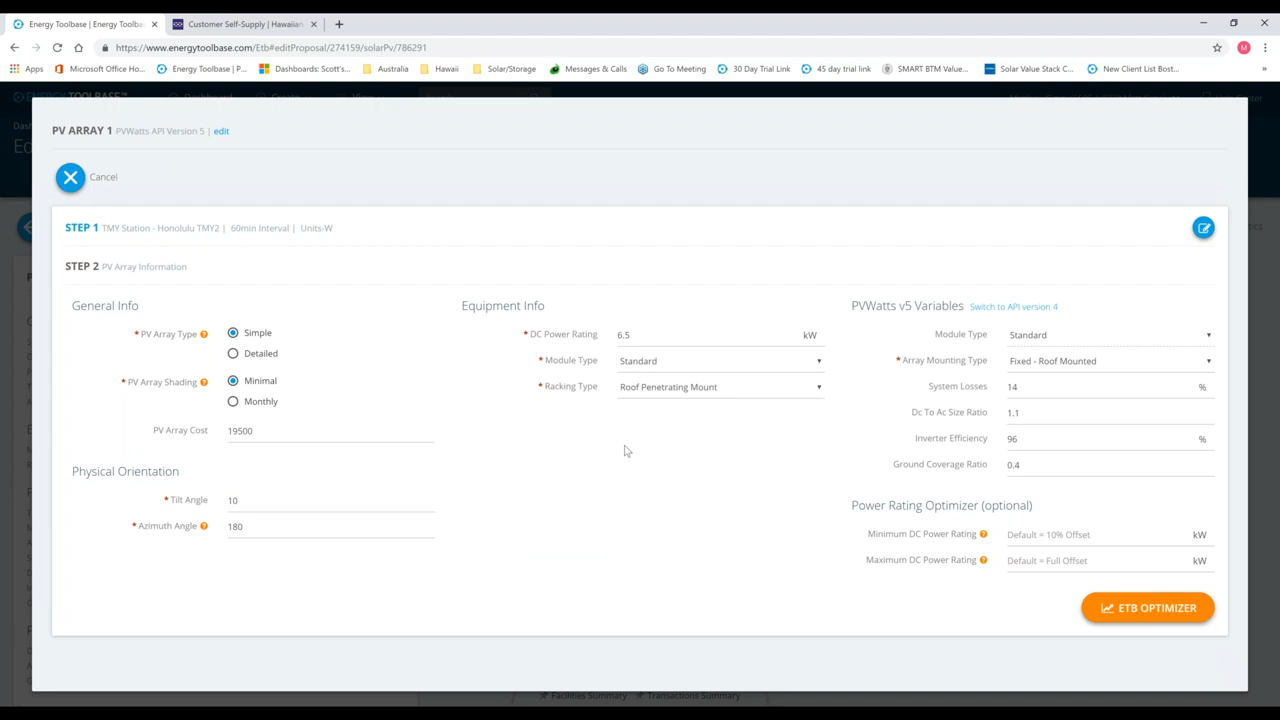 Energy Toolbase | Energy Toolba
Customer Self-Supply | Hawaiian
https://www.energytoolbase.com/Etb#editProposal/274159/solarPv/786291
M
Apps
Microsoft Office Ho...
Energy Toolbase | P...
Dashboards: Scott's...
Australia
Hawaii
Solar/Storage
Messages & Calls
Go To Meeting
30 Day Trial Link
45 day trial link
SMART BTM Value...
Solar Value Stack C...
New Client List Bost...
»
PV ARRAY 1 PVWatts API Version 5 | edit
Cancel
STEP 1 TMY Station - Honolulu TMY2 | 60min Interval | Units-W
STEP 2 PV Array Information
General Info
* PV Array Type ? Simple
Detailed
* PV Array Shading ? Minimal
Monthly
PV Array Cost 19500
Physical Orientation
* Tilt Angle 10
* Azimuth Angle ? 180
Equipment Info
* DC Power Rating 6.5 kW
* Module Type Standard
* Racking Type Roof Penetrating Mount
PVWatts v5 Variables Switch to API version 4
Module Type Standard
* Array Mounting Type Fixed - Roof Mounted
System Losses 14 %
Dc To Ac Size Ratio 1.1
Inverter Efficiency 96 %
Ground Coverage Ratio 0.4
Power Rating Optimizer (optional)
Minimum DC Power Rating ? Default = 10% Offset kW
Maximum DC Power Rating ? Default = Full Offset kW
ETB OPTIMIZER
Facilities Summary Transactions Summary